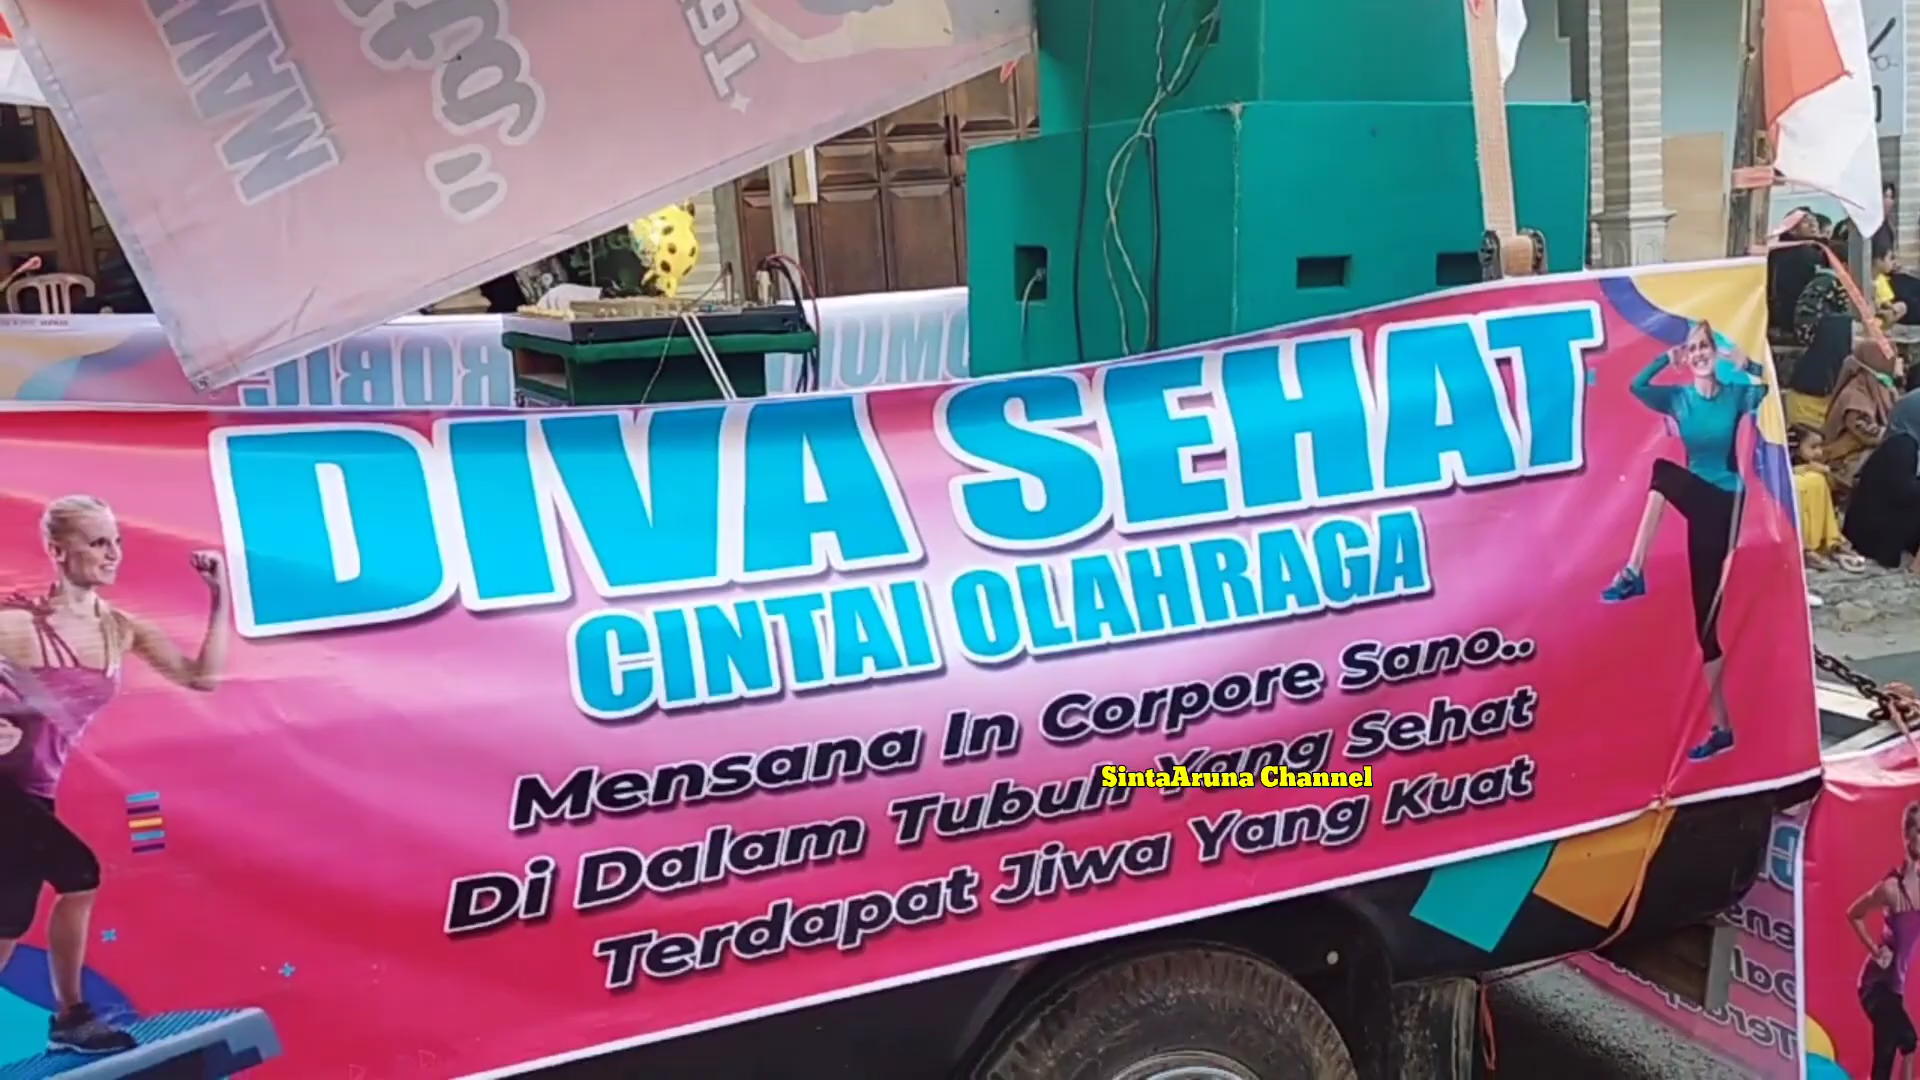 DIVA SEHAT
CINTAI OLAHRAGA
Mensana In Corpore Sano..
Di Dalam Tubuh Yang Sehat
SintaAruna Channel
Terdapat Jiwa Yang Kuat